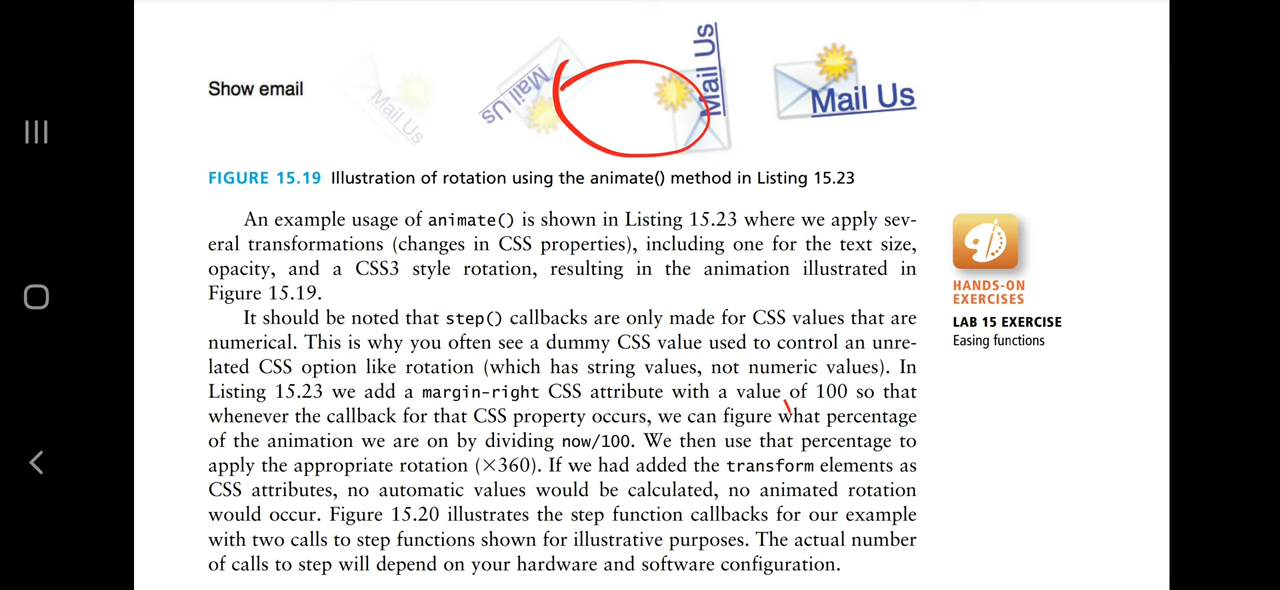 Show email
Mail Us
Mail Us
Mail Us
Mail Us
FIGURE 15.19 Illustration of rotation using the animate() method in Listing 15.23
An example usage of animate() is shown in Listing 15.23 where we apply sev-
eral transformations (changes in CSS properties), including one for the text size,
opacity, and a CSS3 style rotation, resulting in the animation illustrated in
Figure 15.19.
It should be noted that step() callbacks are only made for CSS values that are
numerical. This is why you often see a dummy CSS value used to control an unre-
lated CSS option like rotation (which has string values, not numeric values). In
Listing 15.23 we add a margin-right CSS attribute with a value of 100 so that
whenever the callback for that CSS property occurs, we can figure what percentage
of the animation we are on by dividing now/100. We then use that percentage to
apply the appropriate rotation (×360). If we had added the transform elements as
CSS attributes, no automatic values would be calculated, no animated rotation
would occur. Figure 15.20 illustrates the step function callbacks for our example
with two calls to step functions shown for illustrative purposes. The actual number
of calls to step will depend on your hardware and software configuration.
HANDS-ON
EXERCISES
LAB 15 EXERCISE
Easing functions